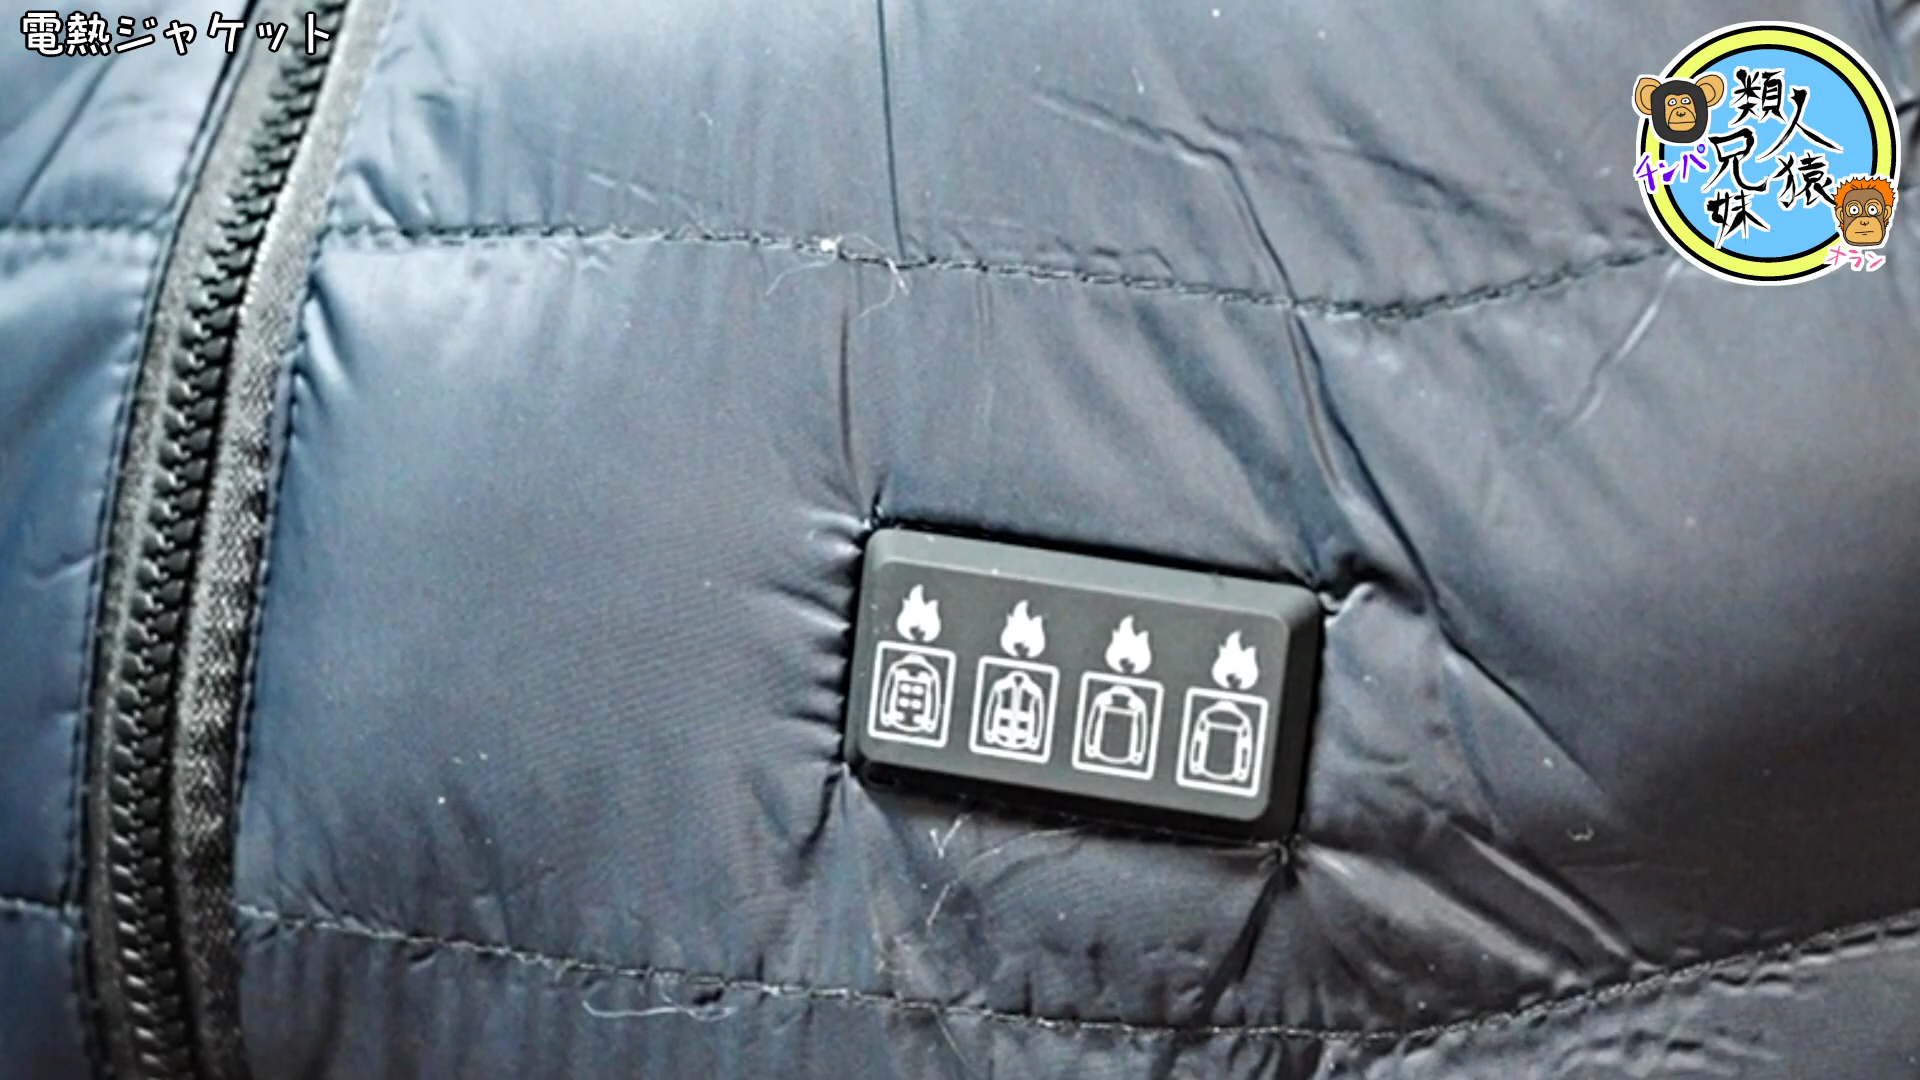 電熱ジャケット
類人猿
兄妹
チンパ
オラン